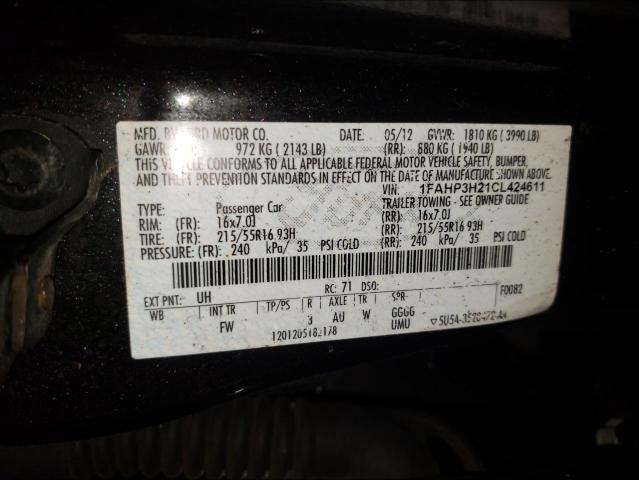 MFD. BY FORD MOTOR CO. DATE: 05/12 GVWR: 1810 KG ( 3990 LB)
GAWR 972 KG ( 2143 LB) (RR): 880 KG ( 1940 LB)
THIS VEHICLE CONFORMS TO ALL APPLICABLE FEDERAL MOTOR VEHICLE SAFETY, BUMPER,
AND THEFT PREVENTION STANDARDS IN EFFECT ON THE DATE OF MANUFACTURE SHOWN ABOVE.
VIN: 1FAHP3H21CL424611
TYPE: Passenger Car TRAILER TOWING - SEE OWNER GUIDE
RIM: (FR): 16x7.0J (RR): 16x7.0J
TIRE: (FR): 215/55R16 93H (RR): 215/55R16 93H
PRESSURE: (FR): 240 kPa/ 35 PSI COLD (RR): 240 kPa/ 35 PSI COLD
EXT PNT: UH RC: 71 DSO: F0082
WB INT TR TP/PS R AXLE TR SPR
FW 3 AU W GGGG
UMU